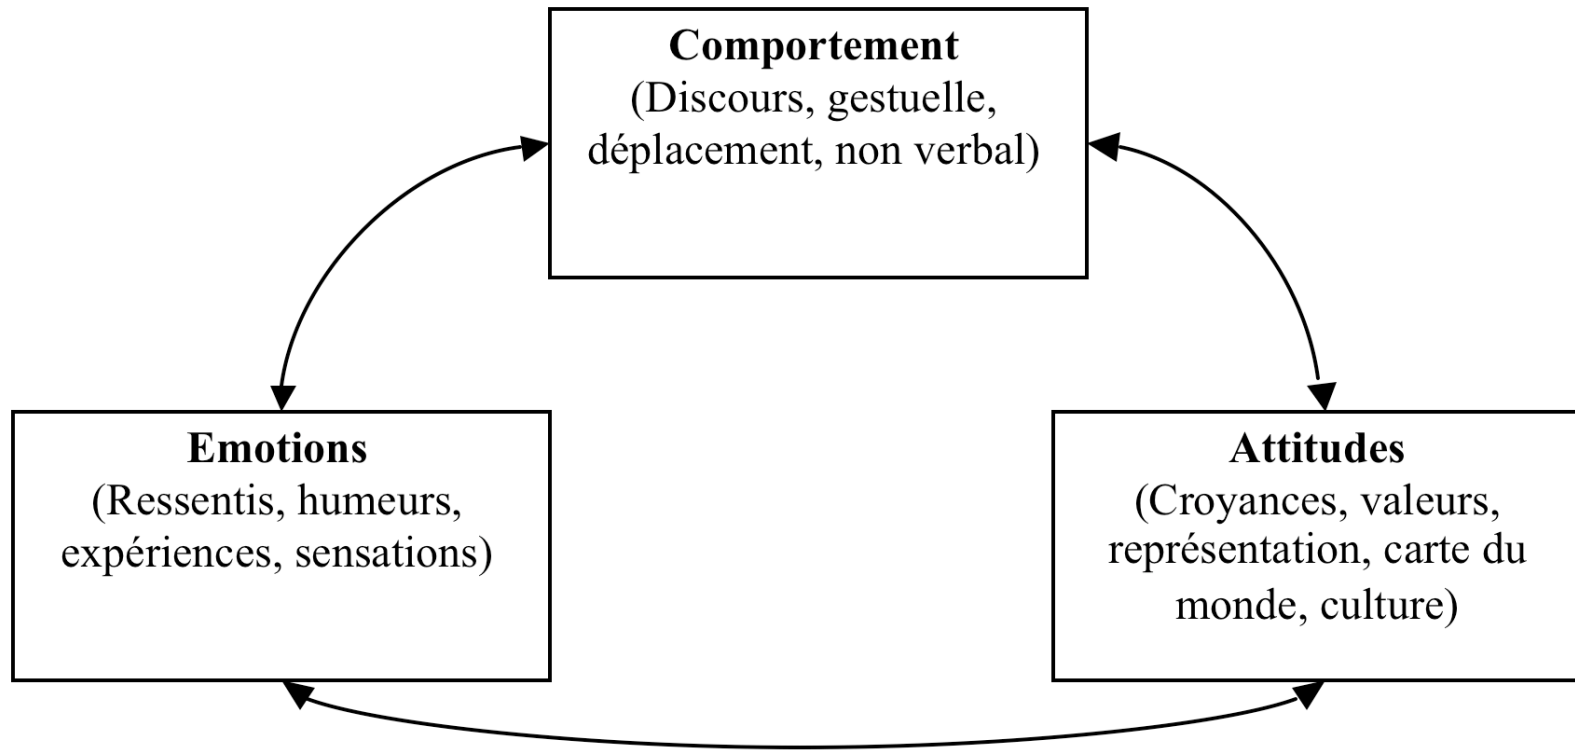 Comportement
(Discours, gestuelle,
déplacement, non verbal)
Emotions
(Ressentis, humeurs,
expériences, sensations)
Attitudes
(Croyances, valeurs,
représentation, carte du
monde, culture)